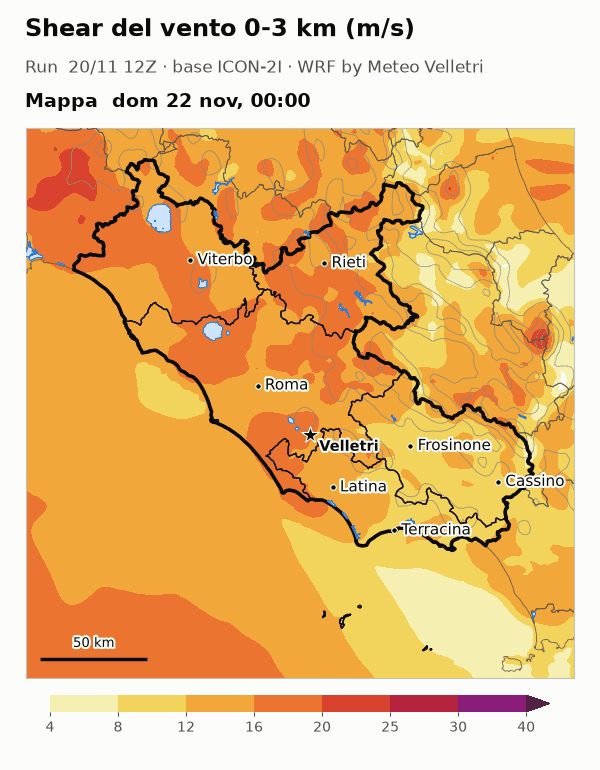 Shear del vento 0-3 km (m/s)
Run  20/11 12Z · base ICON-2I · WRF by Meteo Velletri
Mappa  dom 22 nov, 00:00
Viterbo
Rieti
Roma
Velletri
Frosinone
Cassino
Latina
Terracina
50 km
4 8 12 16 20 25 30 40